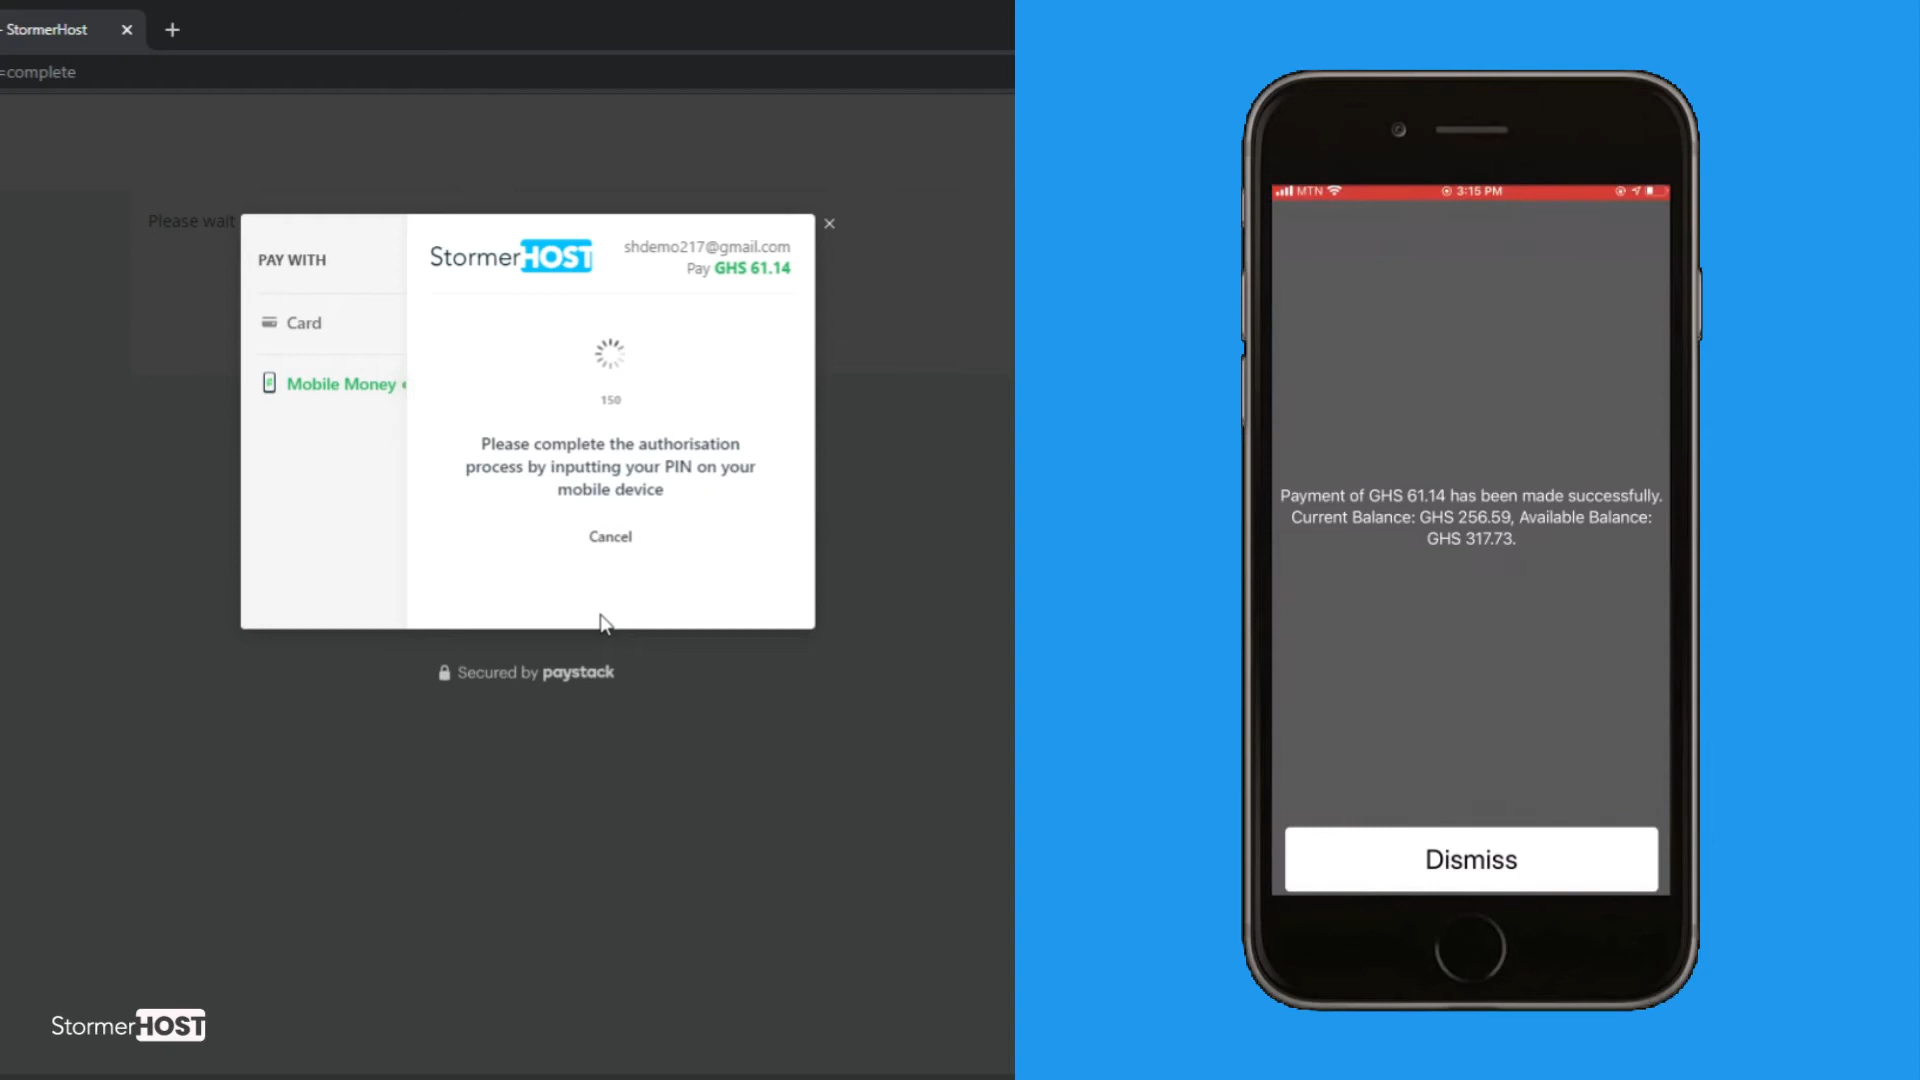 - StormerHost
=complete
Please wait
PAY WITH
Card
Mobile Money
StormerHOST
shdemo217@gmail.com
Pay GHS 61.14
150
Please complete the authorisation
process by inputting your PIN on your
mobile device
Cancel
Secured by paystack
StormerHOST
MTN
3:15 PM
Payment of GHS 61.14 has been made successfully.
Current Balance: GHS 256.59, Available Balance:
GHS 317.73.
Dismiss